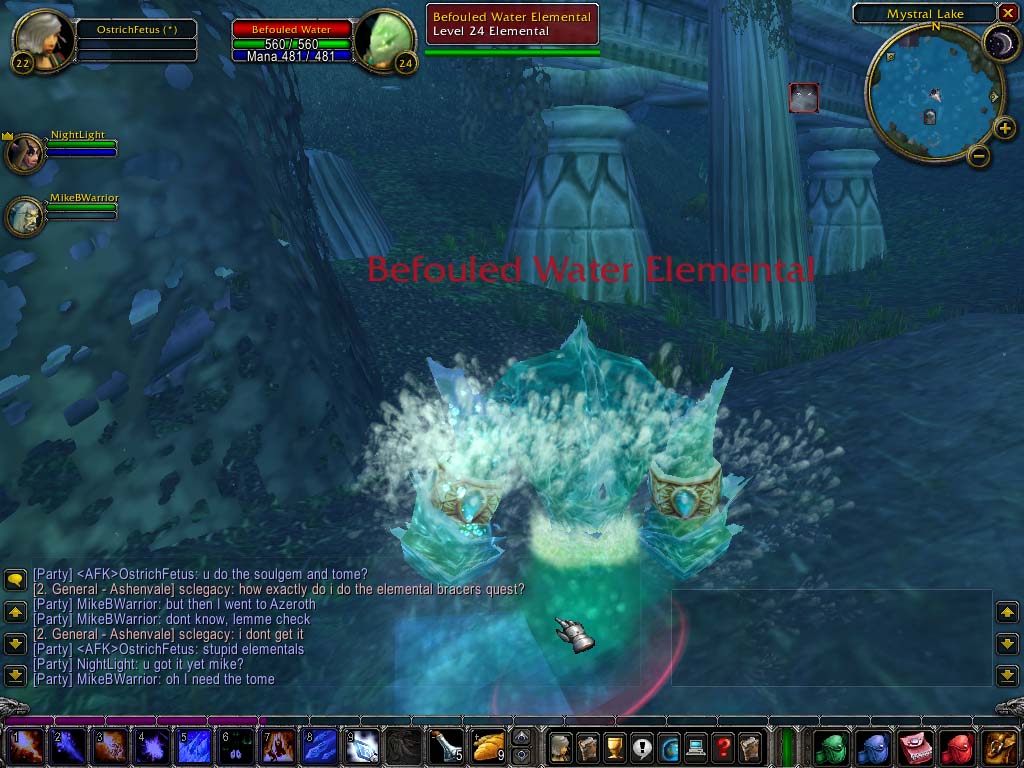 OstrichFetus (*)
22
Befouled Water
560 / 560
Mana 481 / 481
24
Befouled Water Elemental
Level 24 Elemental
Mystral Lake
N
NightLight
MikeBWarrior
Befouled Water Elemental
[Party] <AFK>OstrichFetus: u do the soulgem and tome?
[2. General - Ashenvale] sclegacy: how exactly do i do the elemental bracers quest?
[Party] MikeBWarrior: but then I went to Azeroth
[Party] MikeBWarrior: dont know, lemme check
[2. General - Ashenvale] sclegacy: i dont get it
[Party] <AFK>OstrichFetus: stupid elementals
[Party] NightLight: u got it yet mike?
[Party] MikeBWarrior: oh I need the tome
1 2 3 4 5 6 7 8 9 5 9